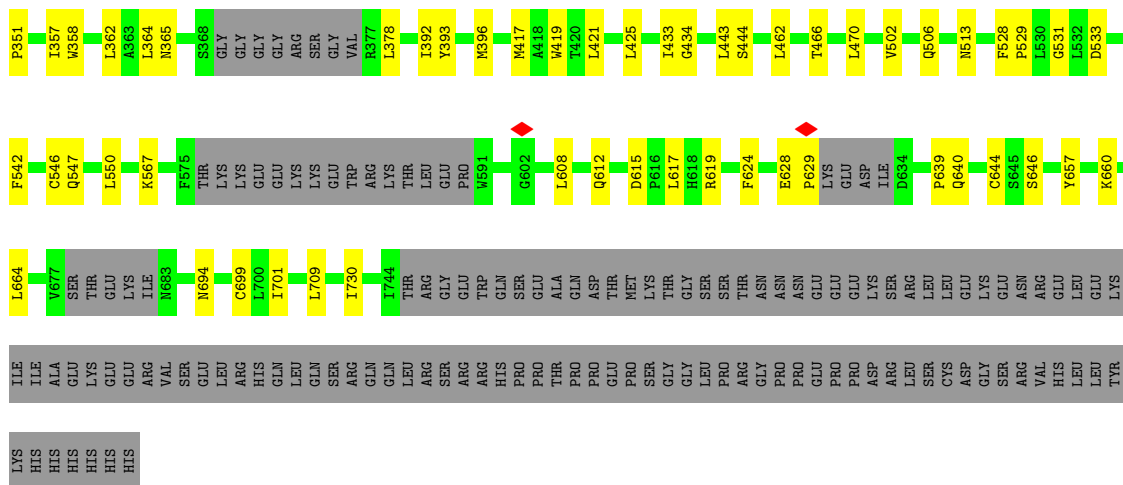 P351 I357 W358 L362 A363 L364 N365 S368 GLY GLY GLY GLY ARG SER GLY VAL R377 L378 I392 Y393 M396 M417 A418 W419 T420 L421 L425 I433 G434 L443 S444 L462 T466 L470 V502 Q506 N513 F528 P529 L530 G531 L532 D533
F542 C546 Q547 L550 K567 F575 THR LYS LYS GLU GLU LYS LYS GLU TRP ARG LYS THR LEU GLU PRO W591 G602 L608 Q612 D615 P616 L617 H618 R619 F624 E628 P629 LYS GLU ASP ILE D634 P639 Q640 C644 S645 S646 Y657 K660
L664 V677 SER THR GLU LYS ILE N683 N694 C699 L700 I701 L709 I730 I744 THR ARG GLY GLU TRP GLN SER GLU ALA GLN ASP THR MET LYS THR GLY SER SER THR ASN ASN ASN GLU GLU GLU LYS SER ARG LEU LEU GLU LYS GLU ASN ARG GLU LEU GLU LYS
ILE ILE ALA GLU LYS GLU GLU ARG VAL SER GLU LEU ARG HIS GLN LEU GLN SER ARG GLN GLN LEU ARG SER ARG ARG HIS PRO PRO THR PRO PRO GLU PRO SER GLY GLY LEU PRO ARG GLY PRO PRO GLU PRO PRO ASP ARG LEU SER CYS ASP GLY SER ARG VAL HIS LEU LEU TYR
LYS HIS HIS HIS HIS HIS HIS